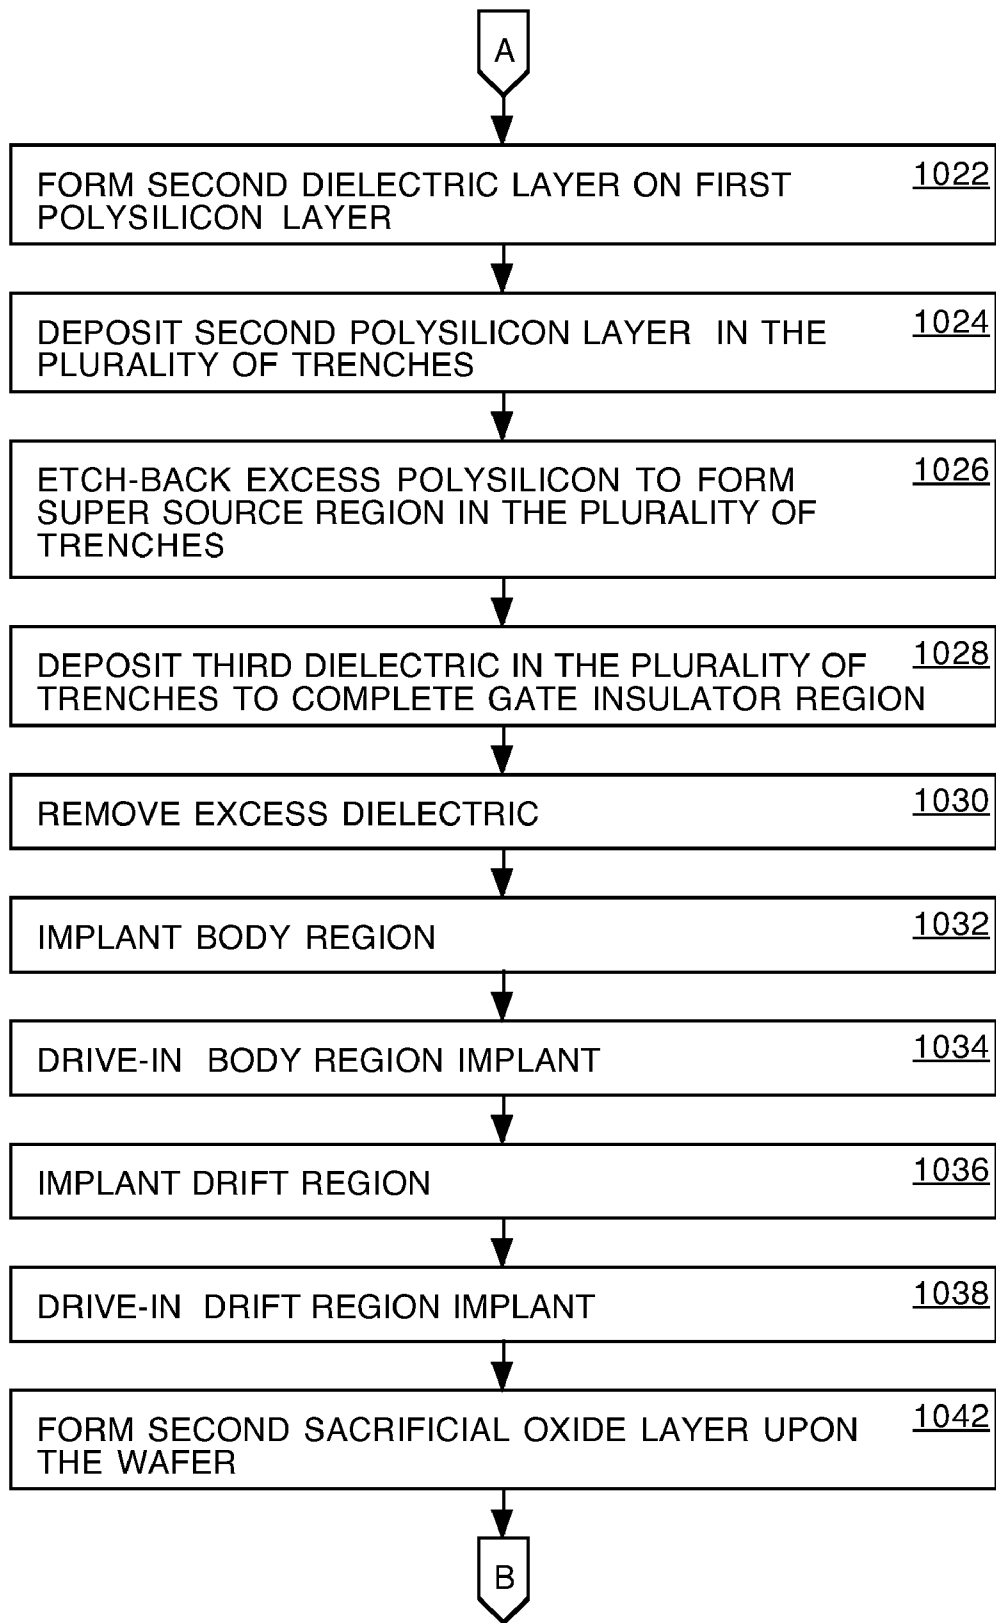 A
FORM SECOND DIELECTRIC LAYER ON FIRST
POLYSILICON LAYER
1022
DEPOSIT SECOND POLYSILICON LAYER IN THE
PLURALITY OF TRENCHES
1024
ETCH-BACK EXCESS POLYSILICON TO FORM
SUPER SOURCE REGION IN THE PLURALITY OF
TRENCHES
1026
DEPOSIT THIRD DIELECTRIC IN THE PLURALITY OF
TRENCHES TO COMPLETE GATE INSULATOR REGION
1028
REMOVE EXCESS DIELECTRIC
1030
IMPLANT BODY REGION
1032
DRIVE-IN BODY REGION IMPLANT
1034
IMPLANT DRIFT REGION
1036
DRIVE-IN DRIFT REGION IMPLANT
1038
FORM SECOND SACRIFICIAL OXIDE LAYER UPON
THE WAFER
1042
B